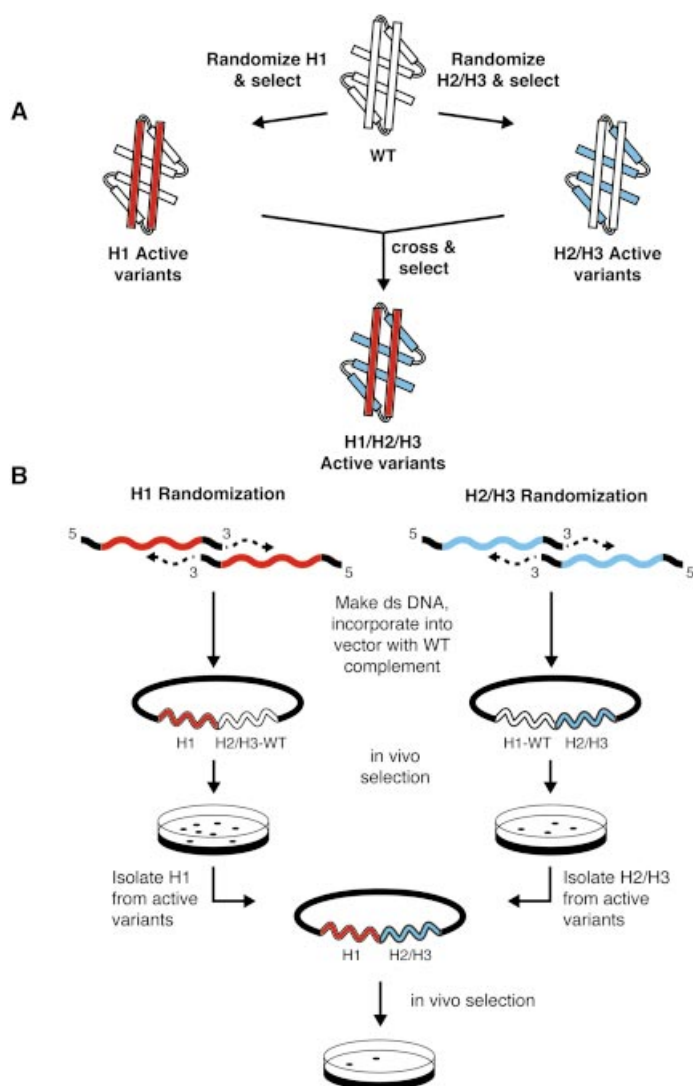 Randomize H1
& select
Randomize
H2/H3 & select
A
WT
H1 Active
variants
H2/H3 Active
variants
cross &
select
H1/H2/H3
Active variants
B
H1 Randomization
H2/H3 Randomization
5
3
3
5
5
3
3
5
Make ds DNA,
incorporate into
vector with WT
complement
H1
H2/H3-WT
H1-WT
H2/H3
in vivo
selection
Isolate H1
from active
variants
Isolate H2/H3
from active
variants
H1
H2/H3
in vivo selection